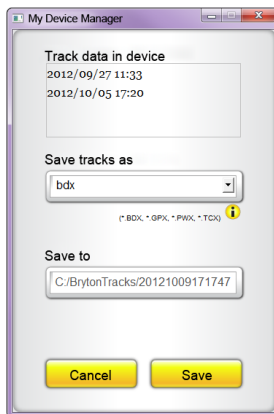 My Device Manager
Track data in device
2012/09/27 11:33
2012/10/05 17:20
Save tracks as
bdx
(*.BDX, *.GPX, *.PWX, *.TCX)
Save to
C:/BrytonTracks/20121009171747
Cancel
Save